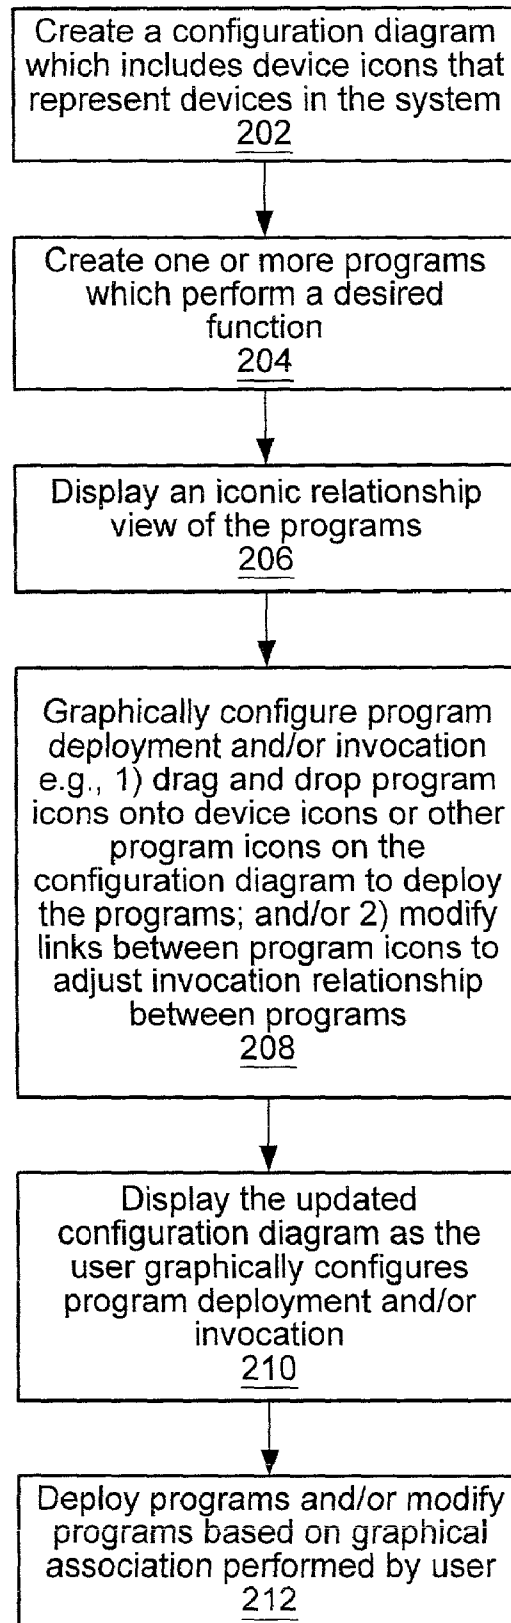 Create a configuration diagram
which includes device icons that
represent devices in the system
202
Create one or more programs
which perform a desired
function
204
Display an iconic relationship
view of the programs
206
Graphically configure program
deployment and/or invocation
e.g., 1) drag and drop program
icons onto device icons or other
program icons on the
configuration diagram to deploy
the programs; and/or 2) modify
links between program icons to
adjust invocation relationship
between programs
208
Display the updated
configuration diagram as the
user graphically configures
program deployment and/or
invocation
210
Deploy programs and/or modify
programs based on graphical
association performed by user
212